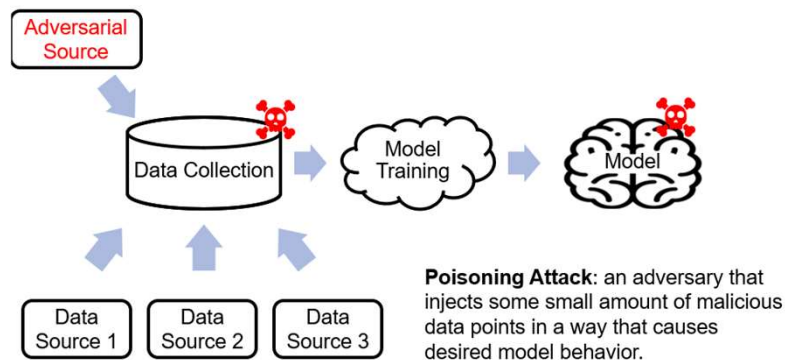 Adversarial
Source
Data Collection
Model
Training
Model
Data
Source 1
Data
Source 2
Data
Source 3
Poisoning Attack: an adversary that
injects some small amount of malicious
data points in a way that causes
desired model behavior.